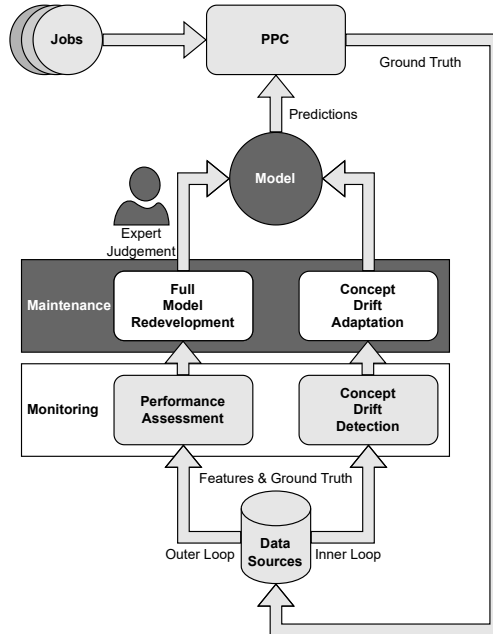 Jobs
PPC
Ground Truth
Predictions
Model
Expert
Judgement
Maintenance
Full
Model
Redevelopment
Concept
Drift
Adaptation
Monitoring
Performance
Assessment
Concept
Drift
Detection
Features & Ground Truth
Outer Loop
Data
Sources
Inner Loop